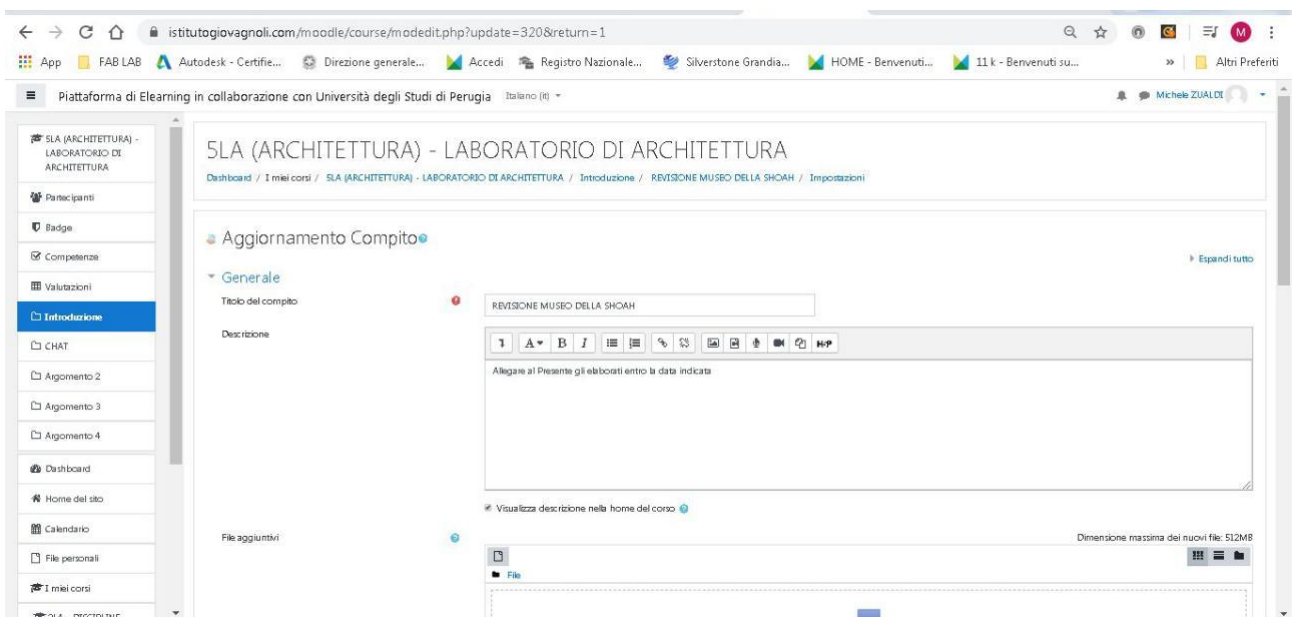 istitutogiovagnoli.com/moodle/course/modedit.php?update=320&return=1
M
App FAB LAB Autodesk - Certifie... Direzione generale... Accedi Registro Nazionale... Silverstone Grandia... HOME - Benvenuti... 11 k - Benvenuti su... » Altri Preferiti
Piattaforma di Elearning in collaborazione con Università degli Studi di Perugia Italiano (it) Michele ZUALDI
5LA (ARCHITETTURA) -
LABORATORIO DI
ARCHITETTURA
Partecipanti
Badge
Competenze
Valutazioni
Introduzione
CHAT
Argomento 2
Argomento 3
Argomento 4
Dashboard
Home del sito
Calendario
File personali
I miei corsi
5LA (ARCHITETTURA) - LABORATORIO DI ARCHITETTURA
Dashboard / I miei corsi / 5LA (ARCHITETTURA) - LABORATORIO DI ARCHITETTURA / Introduzione / REVISIONE MUSEO DELLA SHOAH / Impostazioni
Aggiornamento Compito
Espandi tutto
Generale
Titolo del compito REVISIONE MUSEO DELLA SHOAH
Descrizione
A B I H-P
Allegare al Presente gli elaborati entro la data indicata
Visualizza descrizione nella home del corso
File aggiuntivi Dimensione massima dei nuovi file: 512MB
File